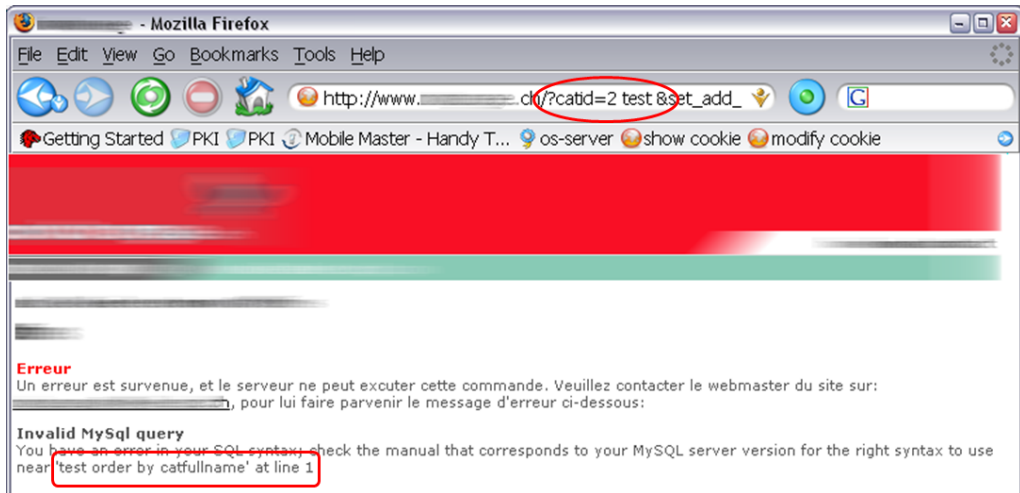 - Mozilla Firefox
File Edit View Go Bookmarks Tools Help
http://www. .ch/?catid=2 test &set_add_
G
Getting Started PKI PKI Mobile Master - Handy T... os-server show cookie modify cookie
Erreur
Un erreur est survenue, et le serveur ne peut excuter cette commande. Veuillez contacter le webmaster du site sur:
h, pour lui faire parvenir le message d'erreur ci-dessous:
Invalid MySql query
You have an error in your SQL syntax; check the manual that corresponds to your MySQL server version for the right syntax to use
near 'test order by catfullname' at line 1